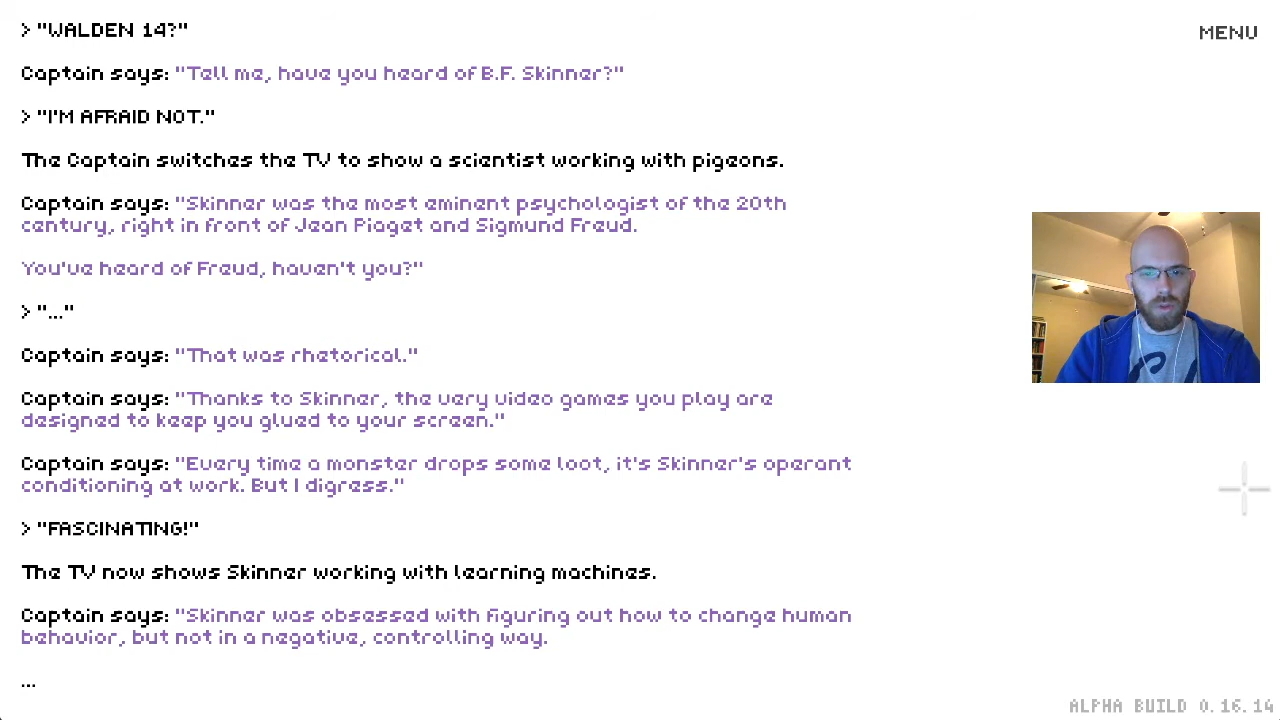 > "WALDEN 14?"
MENU
Captain says: "Tell me, have you heard of B.F. Skinner?"
> "I'M AFRAID NOT."
The Captain switches the TV to show a scientist working with pigeons.
Captain says: "Skinner was the most eminent psychologist of the 20th
century, right in front of Jean Piaget and Sigmund Freud.
You've heard of Freud, haven't you?"
> "..."
Captain says: "That was rhetorical."
Captain says: "Thanks to Skinner, the very video games you play are
designed to keep you glued to your screen."
Captain says: "Every time a monster drops some loot, it's Skinner's operant
conditioning at work. But I digress."
> "FASCINATING!"
The TV now shows Skinner working with learning machines.
Captain says: "Skinner was obsessed with figuring out how to change human
behavior, but not in a negative, controlling way.
...
ALPHA BUILD 0.16.14